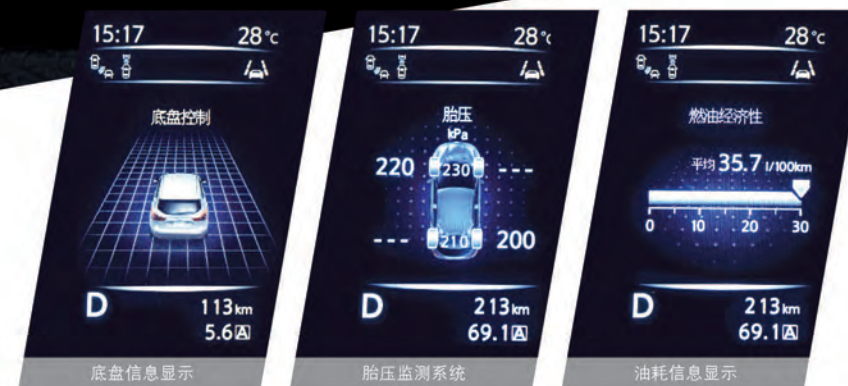 15:17 28°c
底盘控制
D 113km
5.6 A
底盘信息显示
15:17 28°c
胎压
kPa
220 230 ---
--- 210 200
D 213km
69.1 A
胎压监测系统
15:17 28°c
燃油经济性
平均 35.7 l/100km
0 10 20 30
D 213km
69.1 A
油耗信息显示